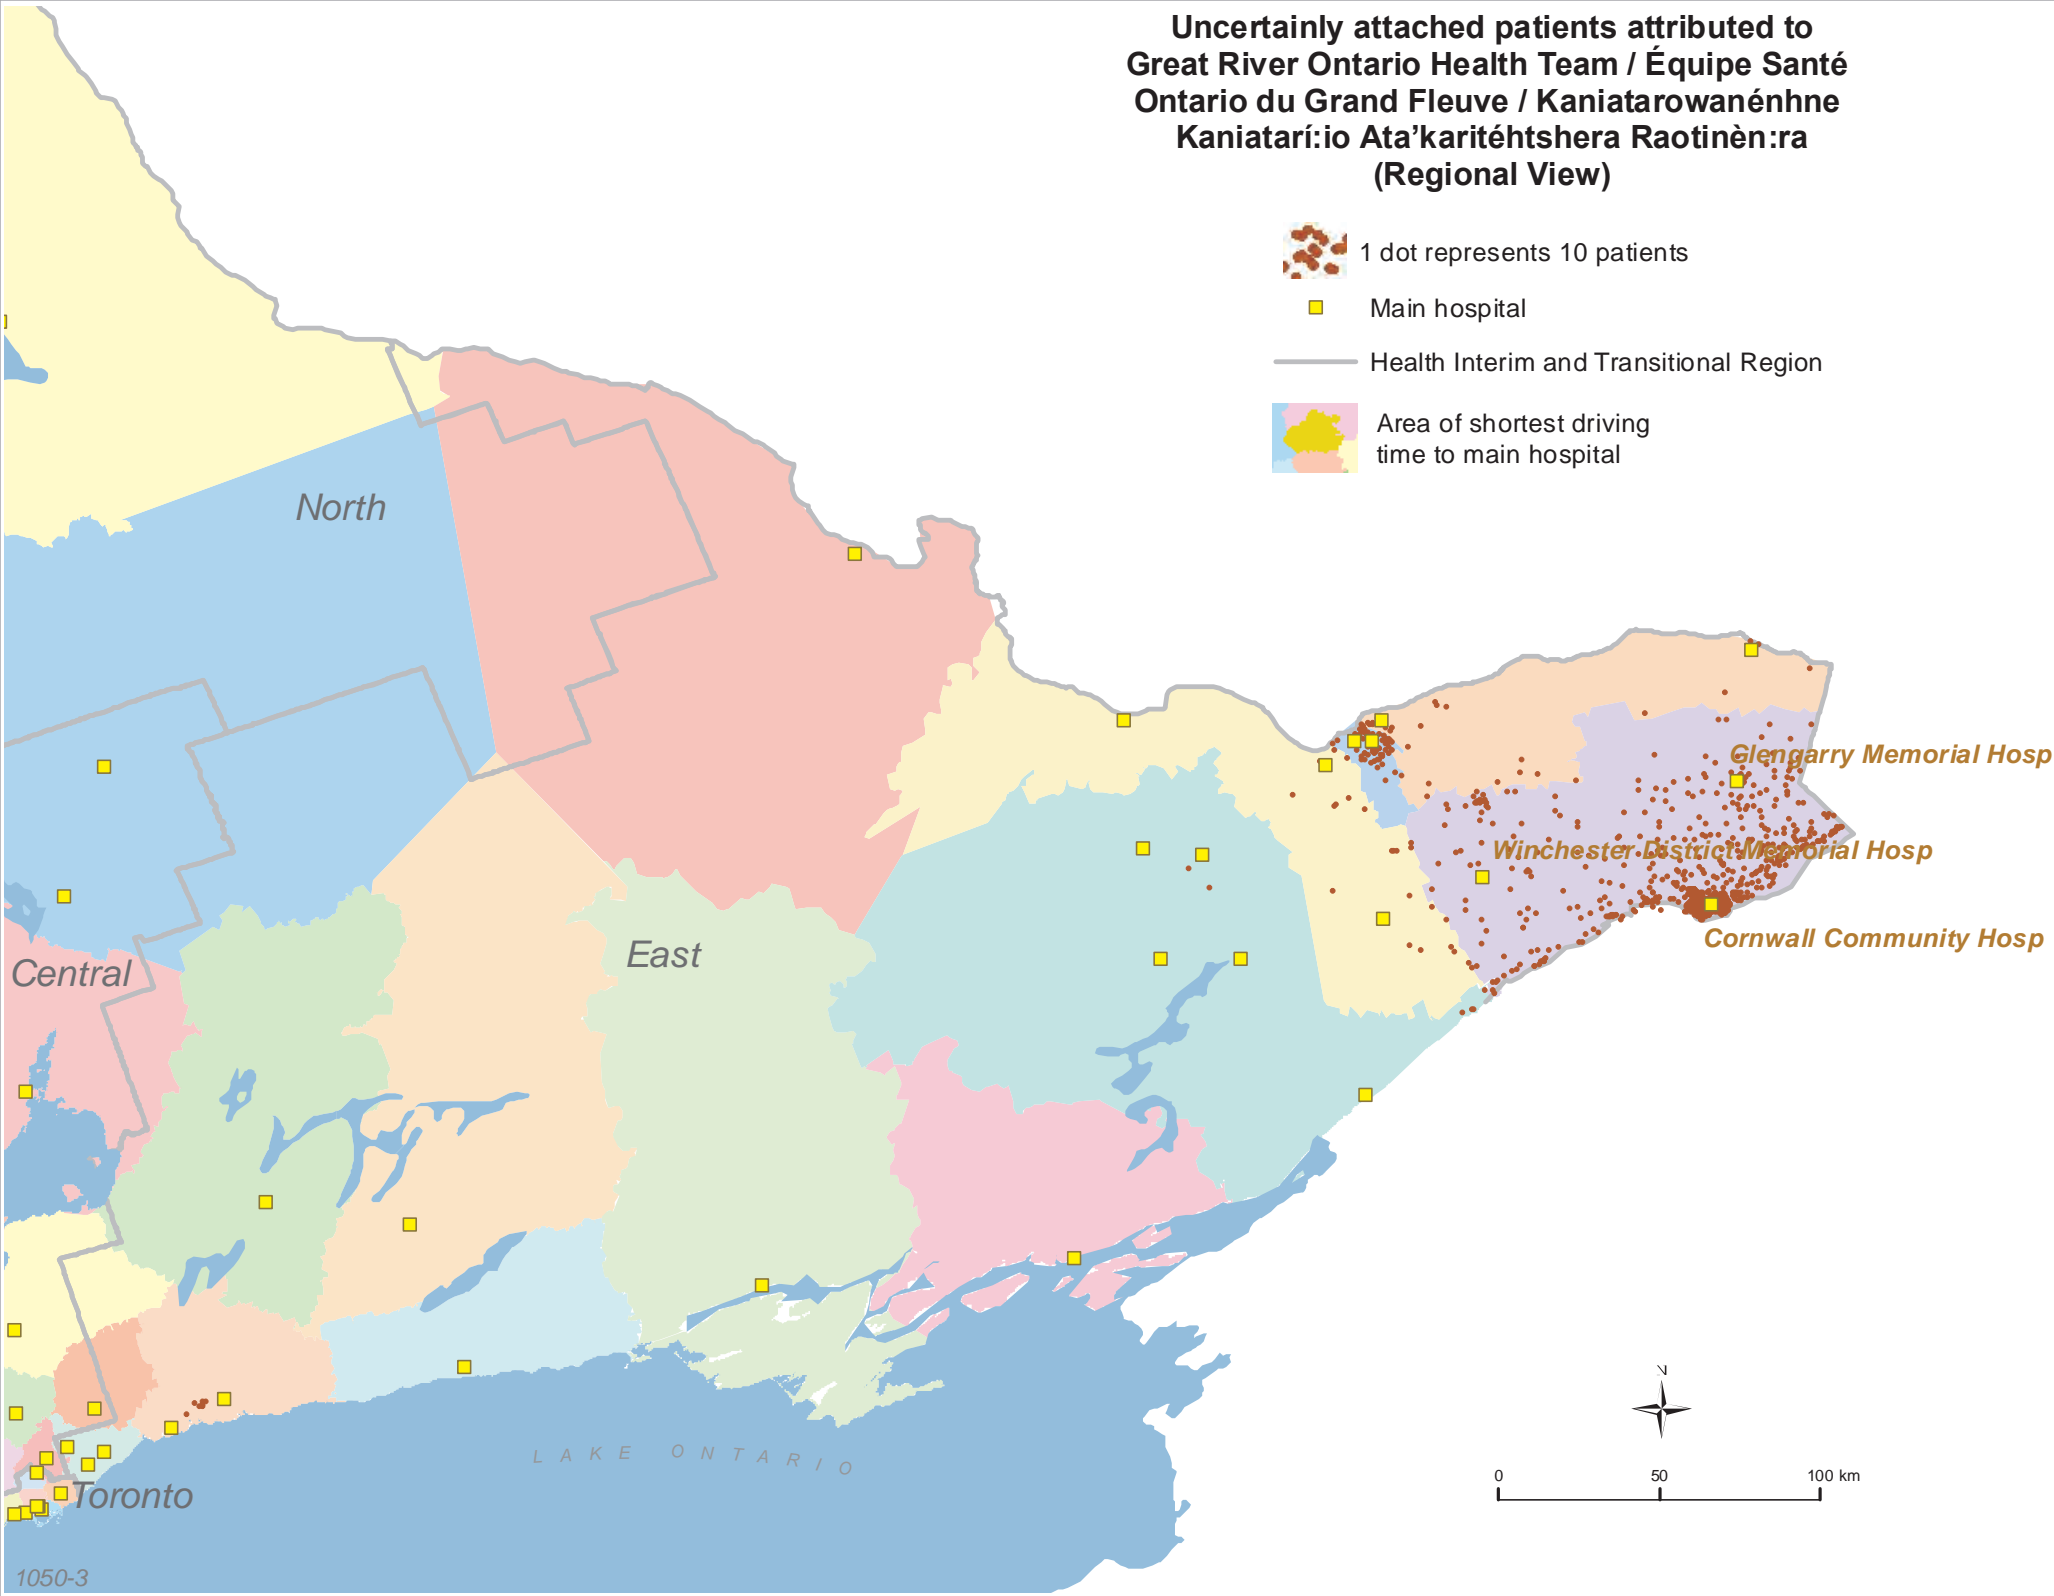 Uncertainly attached patients attributed to
Great River Ontario Health Team / Équipe Santé
Ontario du Grand Fleuve / Kaniatarowanénhne
Kaniatarí:io Ata’karitéhtshera Raotinèn:ra
(Regional View)
1 dot represents 10 patients
Main hospital
Health Interim and Transitional Region
Area of shortest driving
time to main hospital
North
Glengarry Memorial Hosp
Winchester District Memorial Hosp
Cornwall Community Hosp
East
Central
N
LAKE ONTARIO
0 50 100 km
Toronto
1050-3